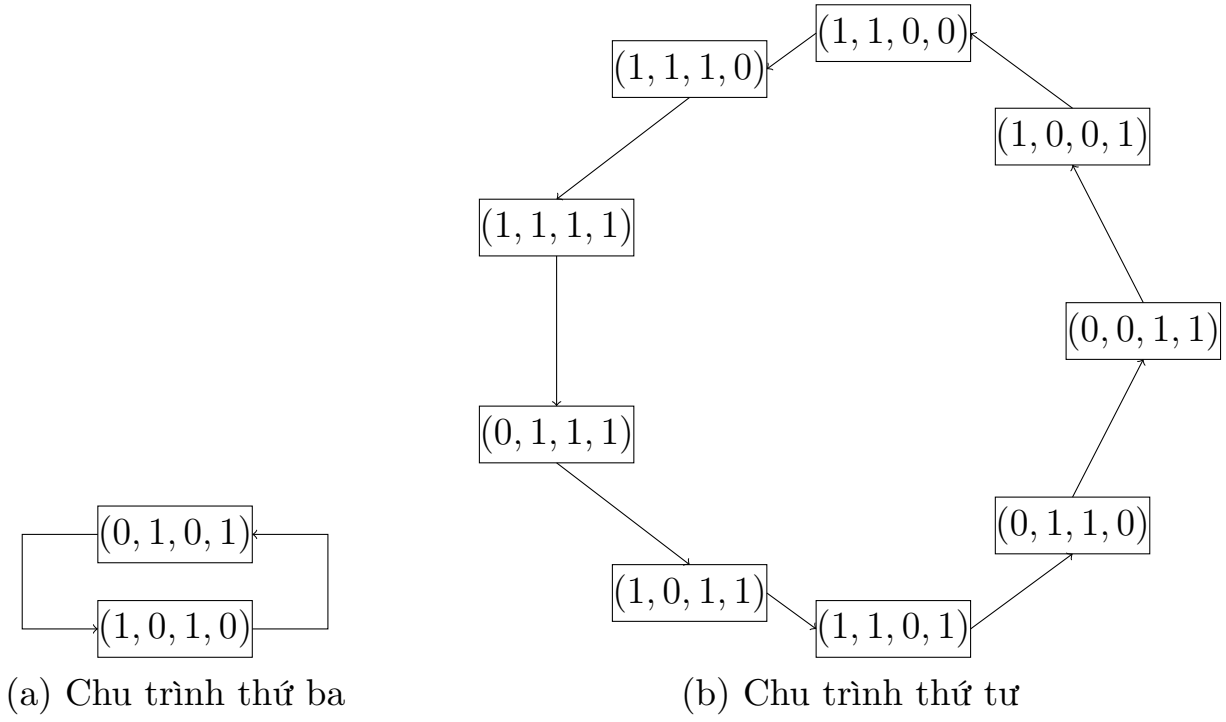 (1, 1, 0, 0)
(1, 1, 1, 0)
(1, 0, 0, 1)
(1, 1, 1, 1)
(0, 0, 1, 1)
(0, 1, 1, 1)
(0, 1, 1, 0)
(0, 1, 0, 1)
(1, 0, 1, 1)
(1, 0, 1, 0)
(1, 1, 0, 1)
(a) Chu trình thứ ba
(b) Chu trình thứ tư